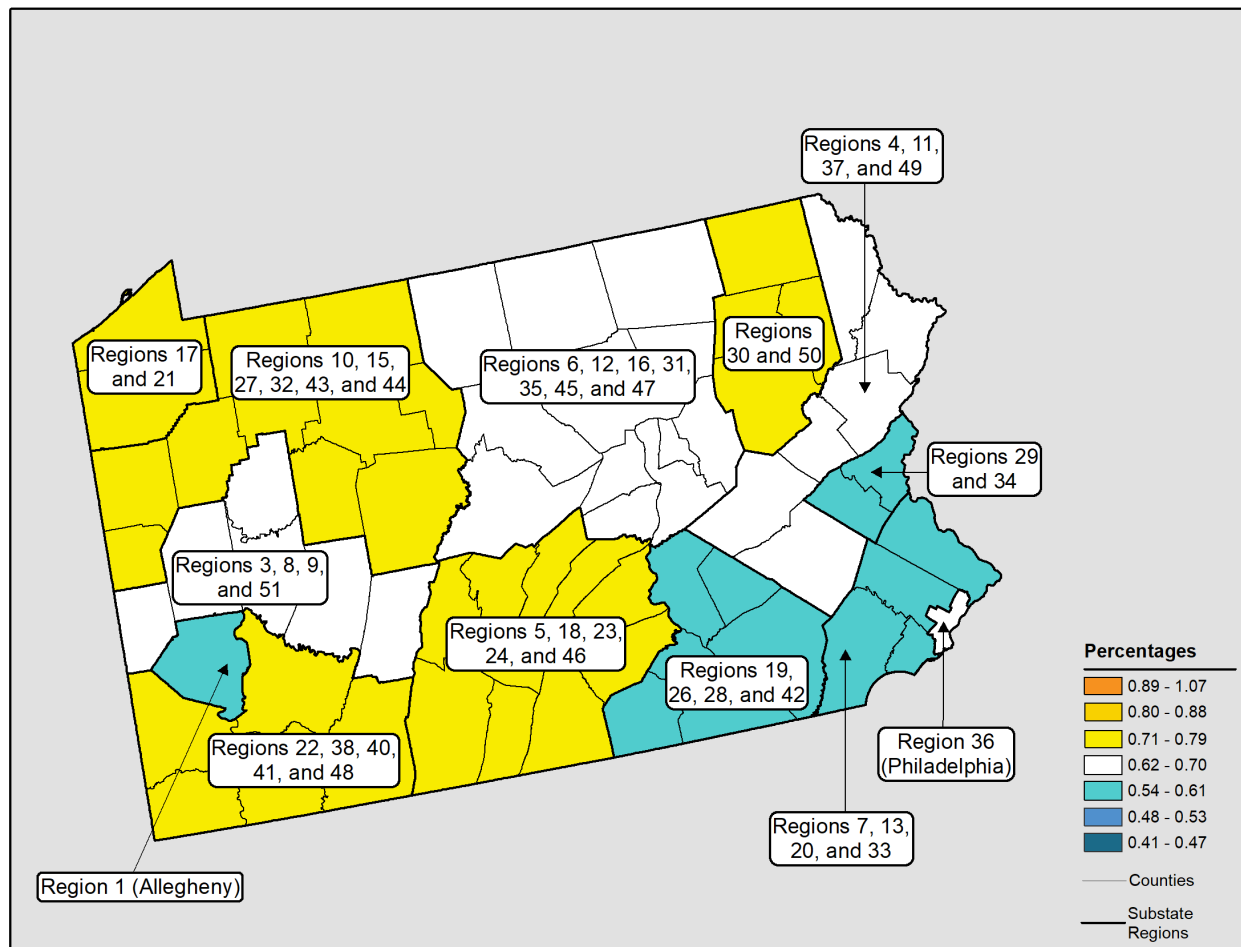 Regions 4, 11,
37, and 49
Regions
30 and 50
Regions 17
and 21
Regions 10, 15,
27, 32, 43, and 44
Regions 6, 12, 16, 31,
35, 45, and 47
Regions 29
and 34
Regions 3, 8, 9,
and 51
Regions 5, 18, 23,
24, and 46
Regions 19,
26, 28, and 42
Regions 22, 38, 40,
41, and 48
Region 36
(Philadelphia)
Regions 7, 13,
20, and 33
Region 1 (Allegheny)
Percentages
0.89 - 1.07
0.80 - 0.88
0.71 - 0.79
0.62 - 0.70
0.54 - 0.61
0.48 - 0.53
0.41 - 0.47
Counties
Substate
Regions